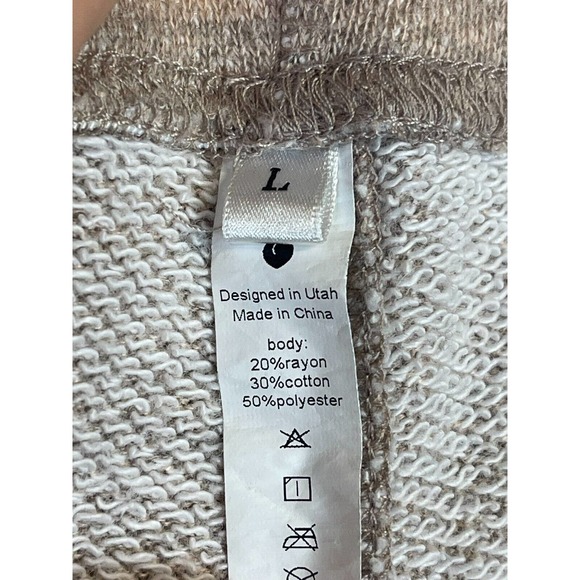 L
Designed in Utah
Made in China
body:
20%rayon
30%cotton
50%polyester